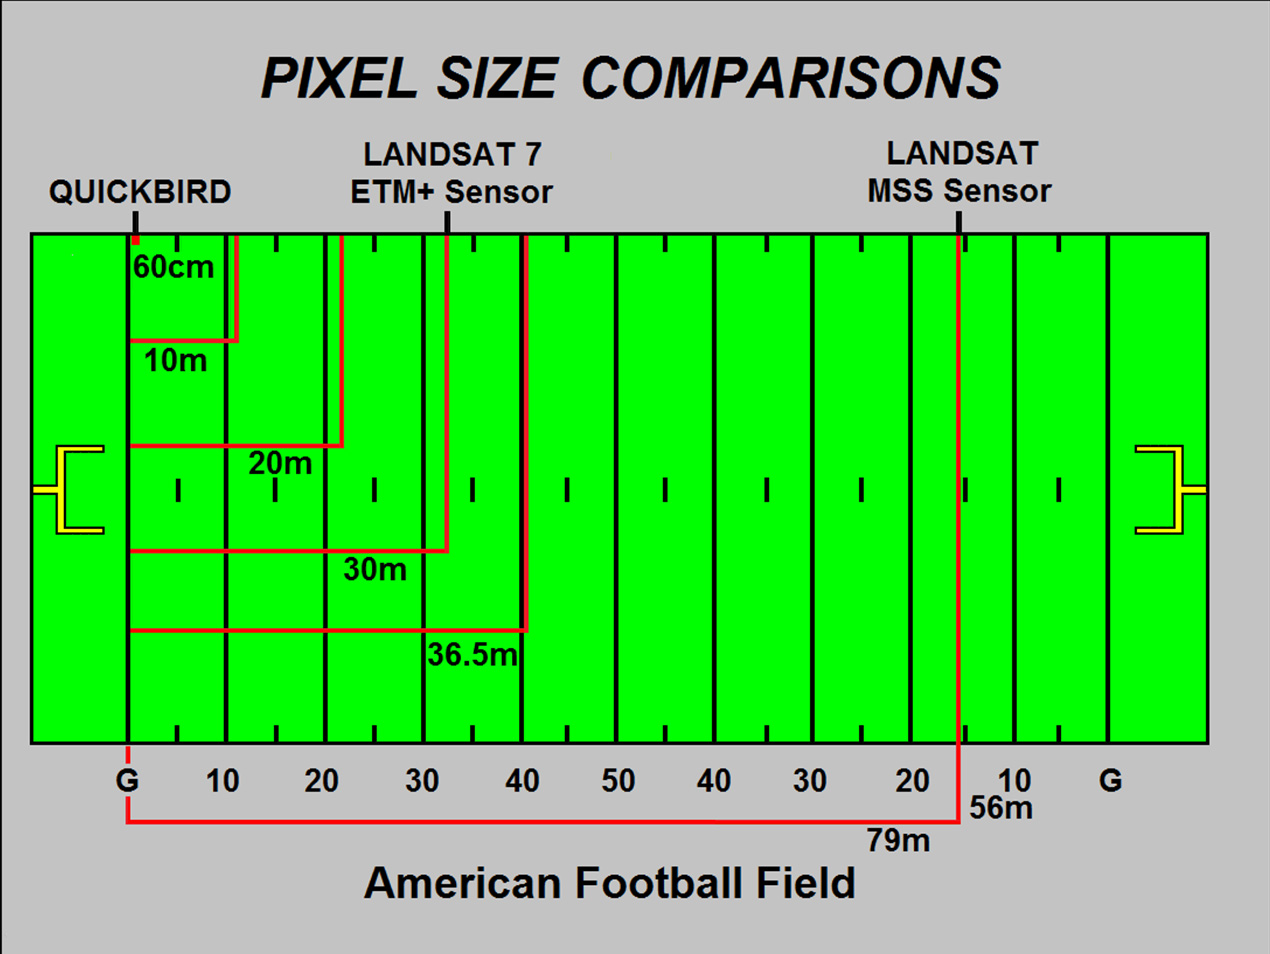 PIXEL SIZE COMPARISONS
LANDSAT 7
ETM+ Sensor
LANDSAT
MSS Sensor
QUICKBIRD
60cm
10m
20m
30m
36.5m
G 10 20 30 40 50 40 30 20 10 G
56m
79m
American Football Field